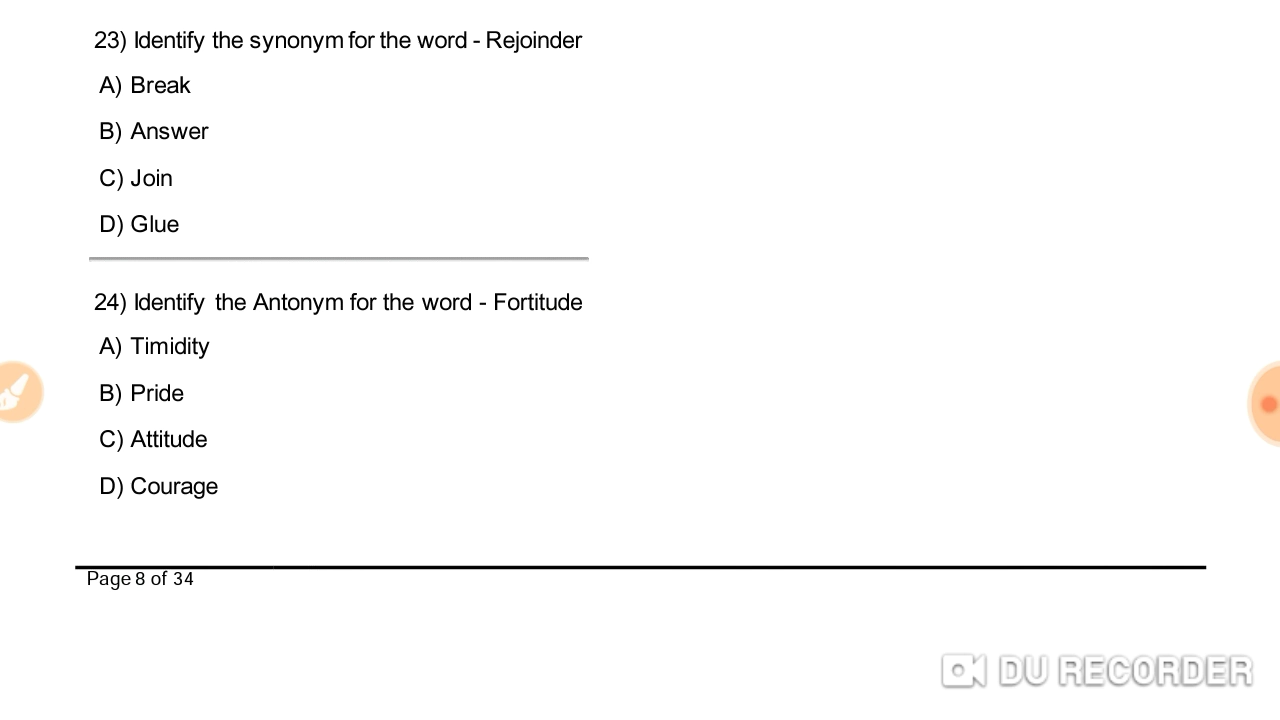 23) Identify the synonym for the word - Rejoinder
A) Break
B) Answer
C) Join
D) Glue
24) Identify the Antonym for the word - Fortitude
A) Timidity
B) Pride
C) Attitude
D) Courage
Page 8 of 34
DU RECORDER